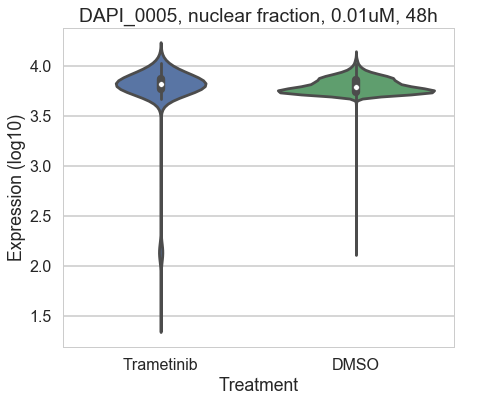 DAPI_0005, nuclear fraction, 0.01uM, 48h
Expression (log10)
4.0
3.5
3.0
2.5
2.0
1.5
Trametinib
DMSO
Treatment